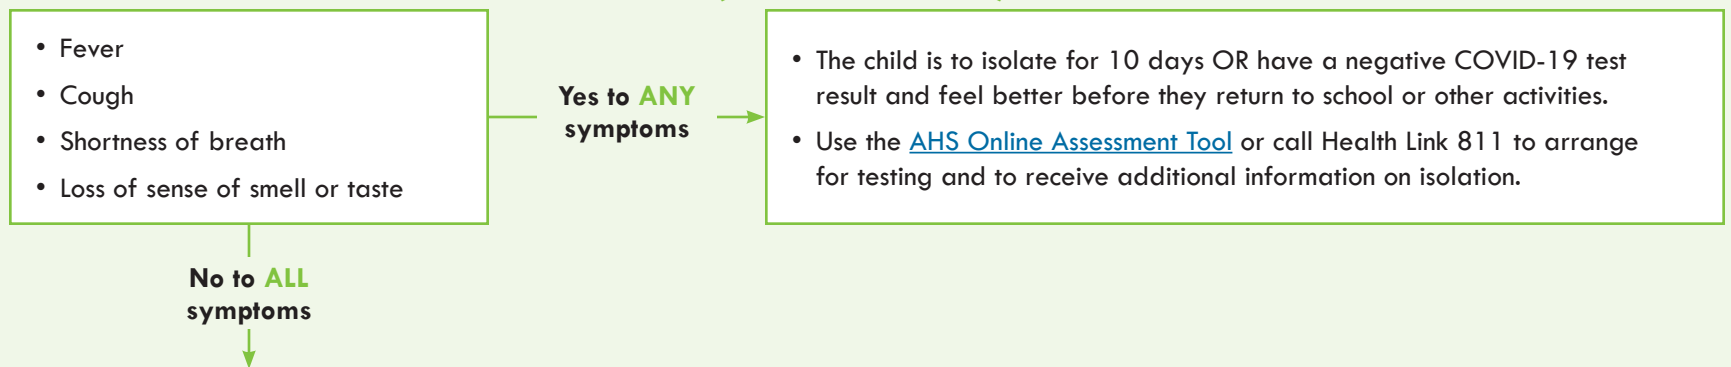 • Fever
• Cough
• Shortness of breath
• Loss of sense of smell or taste
Yes to ANY
symptoms
• The child is to isolate for 10 days OR have a negative COVID-19 test
result and feel better before they return to school or other activities.
• Use the AHS Online Assessment Tool or call Health Link 811 to arrange
for testing and to receive additional information on isolation.
No to ALL
symptoms